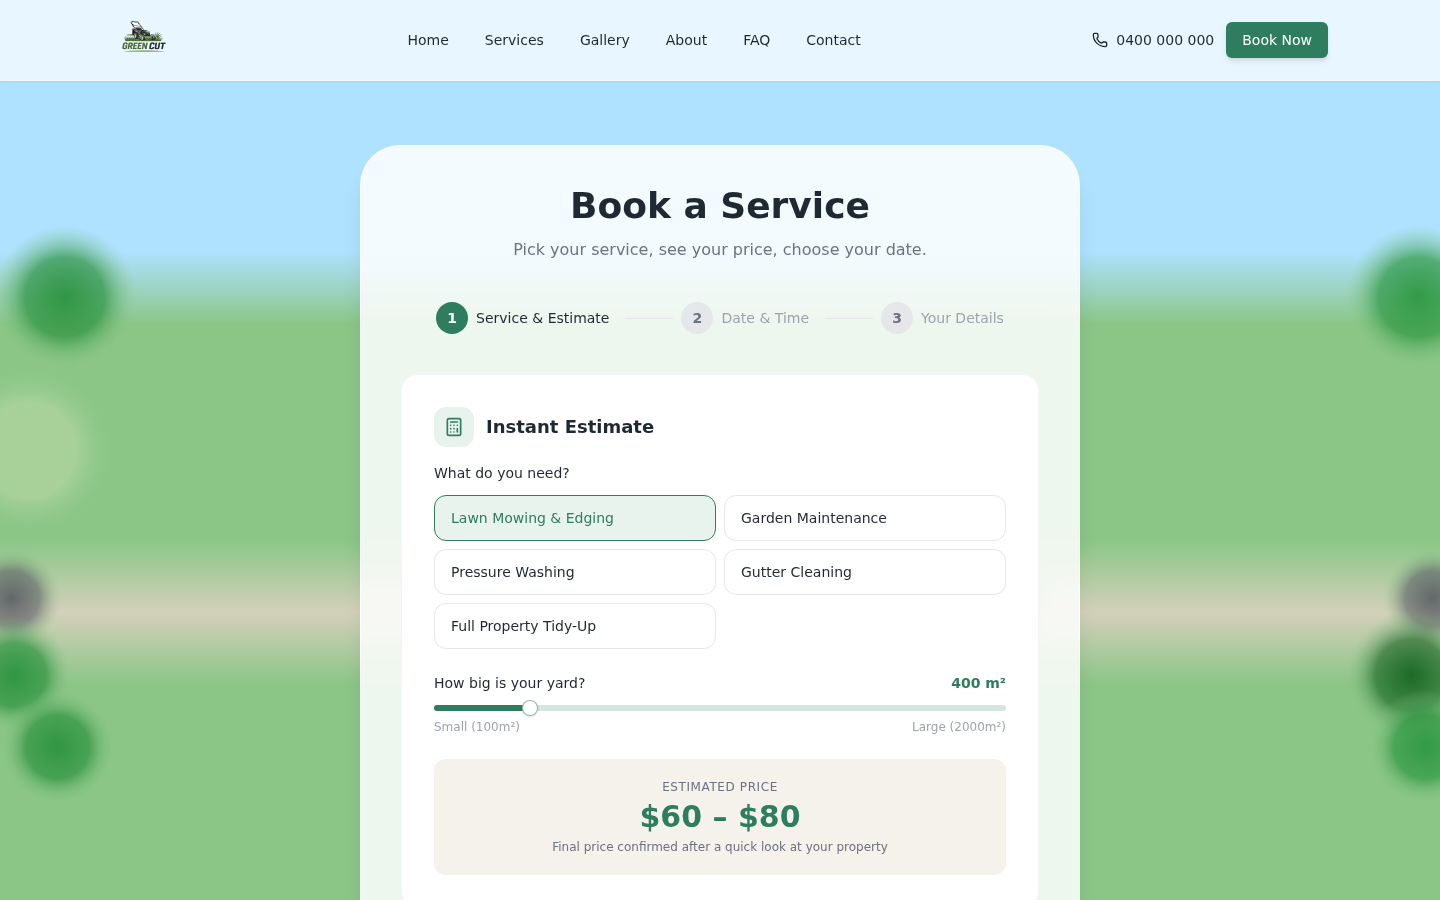 GREEN CUT
Home
Services
Gallery
About
FAQ
Contact
0400 000 000
Book Now
Book a Service
Pick your service, see your price, choose your date.
1 Service & Estimate
2 Date & Time
3 Your Details
Instant Estimate
What do you need?
Lawn Mowing & Edging
Garden Maintenance
Pressure Washing
Gutter Cleaning
Full Property Tidy-Up
How big is your yard?
400 m²
Small (100m²)
Large (2000m²)
ESTIMATED PRICE
$60 – $80
Final price confirmed after a quick look at your property